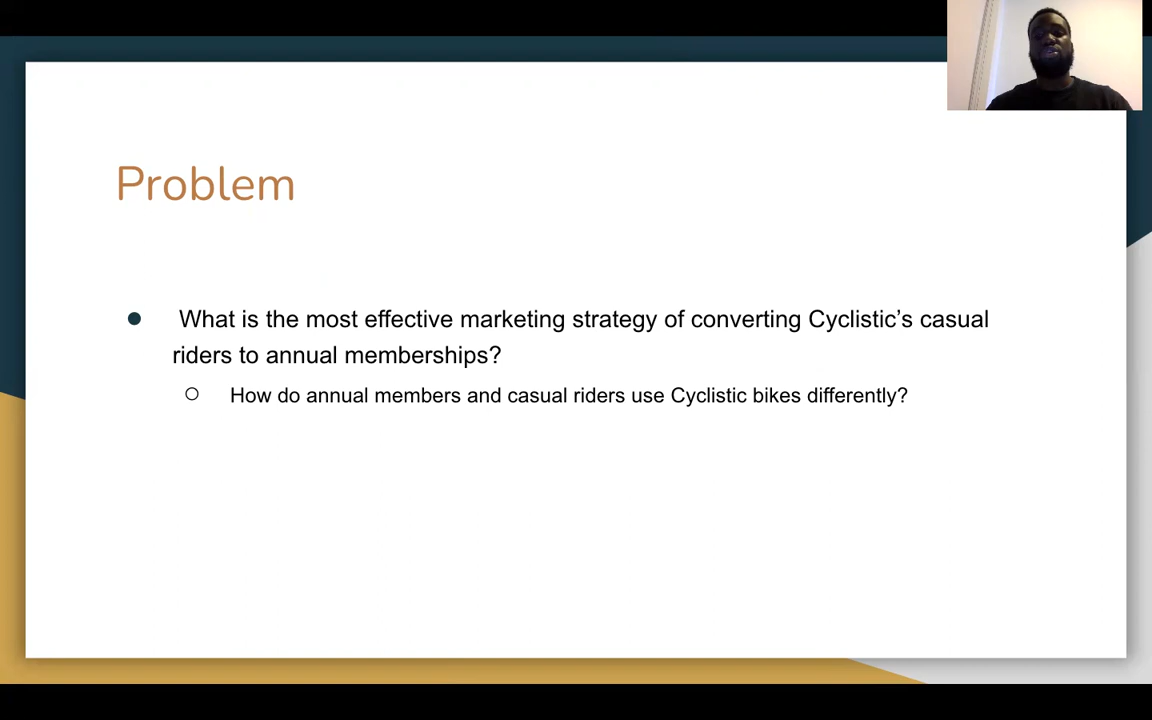 Problem
What is the most effective marketing strategy of converting Cyclistic’s casual
riders to annual memberships?
How do annual members and casual riders use Cyclistic bikes differently?